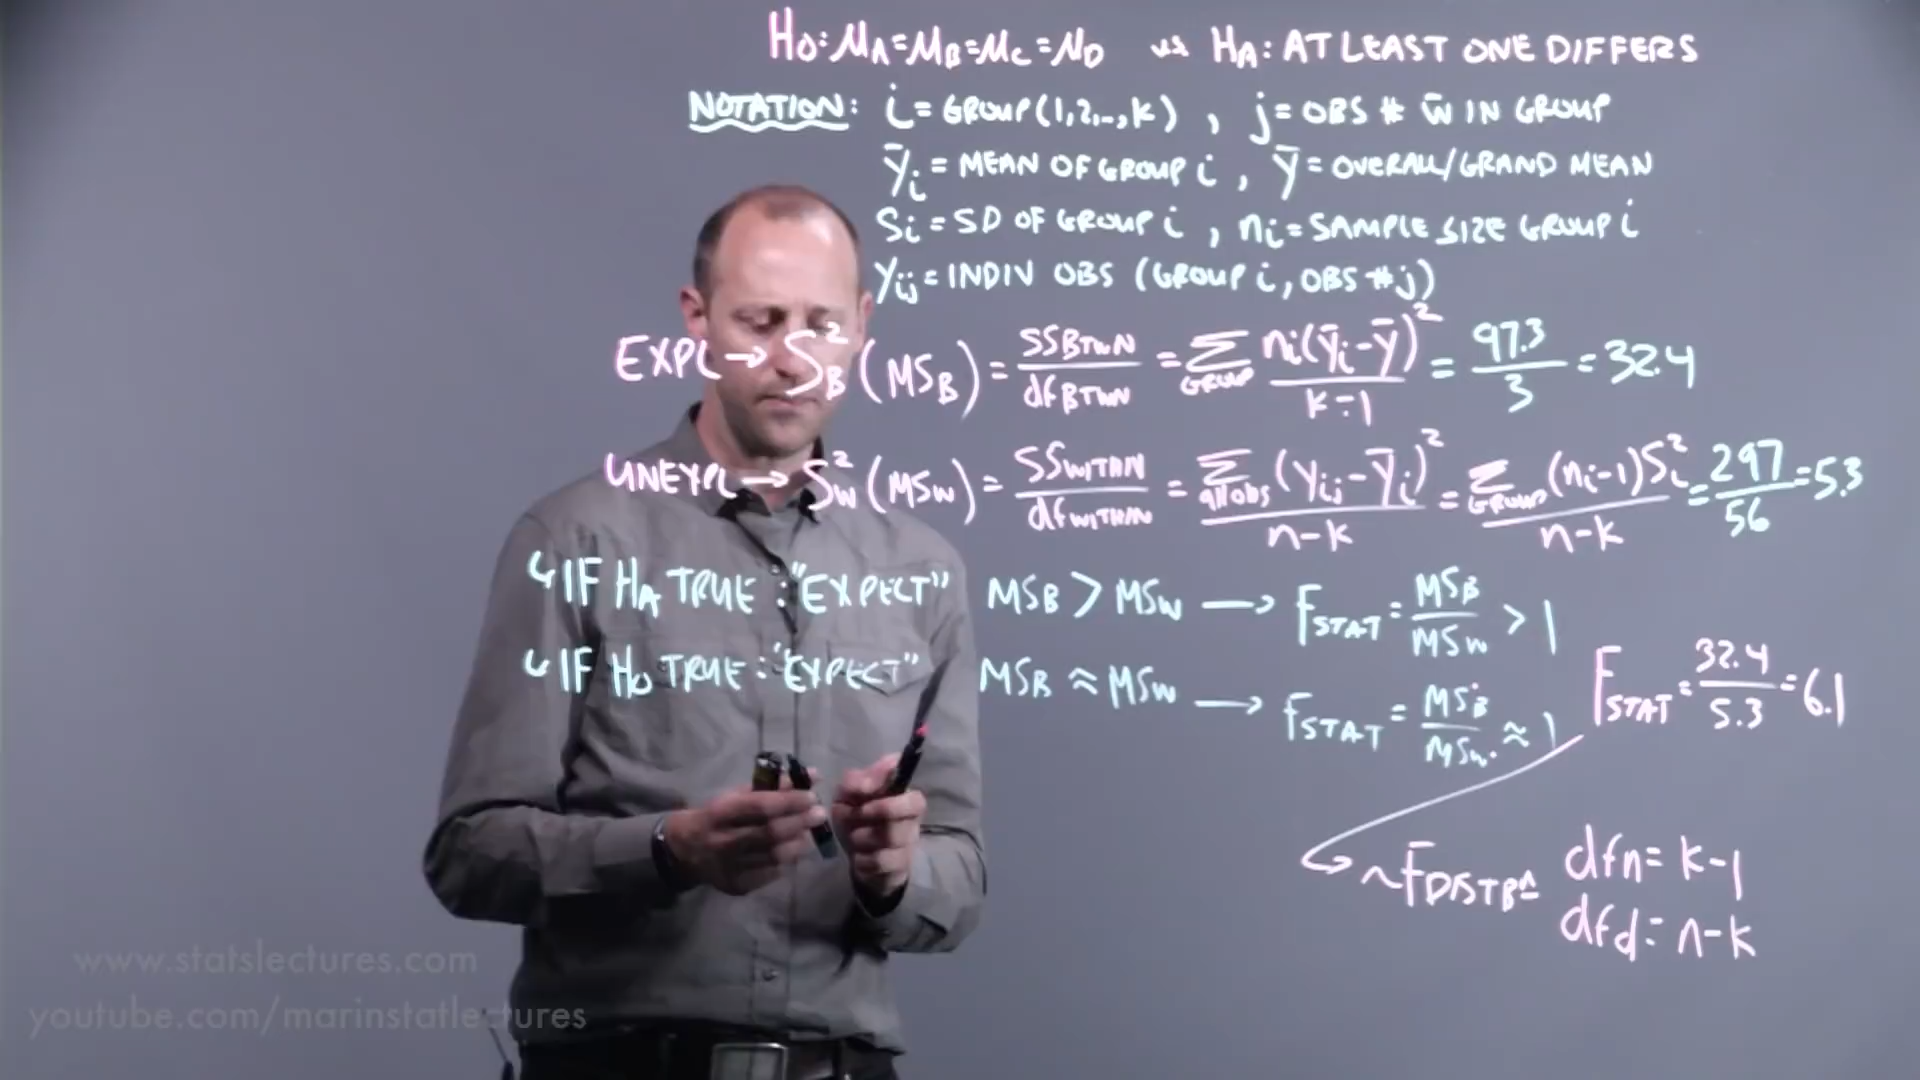 H0: μA=μB=μC=μD vs HA: AT LEAST ONE DIFFERS
NOTATION: i = GROUP(1,2,..,k) , j = OBS # w̄ IN GROUP
ȳi = MEAN OF GROUP i , ȳ = OVERALL/GRAND MEAN
Si = SD OF GROUP i , ni = SAMPLE SIZE GROUP i
yij = INDIV OBS (GROUP i, OBS #j)
EXPL → S²B (MSB) = SSBTWN/dfBTWN = Σ GROUP ni(ȳi-ȳ)²/k-1 = 97.3/3 = 32.4
UNEXPL → S²W (MSW) = SSWITHIN/dfWITHIN = Σ all obs (yij-ȳi)²/n-k = Σ GROUP (ni-1)Si²/n-k = 297/56 = 5.3
↳ IF HA TRUE : "EXPECT" MSB > MSW → FSTAT = MSB/MSW > 1
↳ IF H0 TRUE : "EXPECT" MSB ≈ MSW → FSTAT = MSB/MSW ≈ 1
FSTAT = 32.4/5.3 = 6.1
~FDISTBN dfn = k-1
dfd = n-k
www.statslectures.com
youtube.com/marinstatlectures